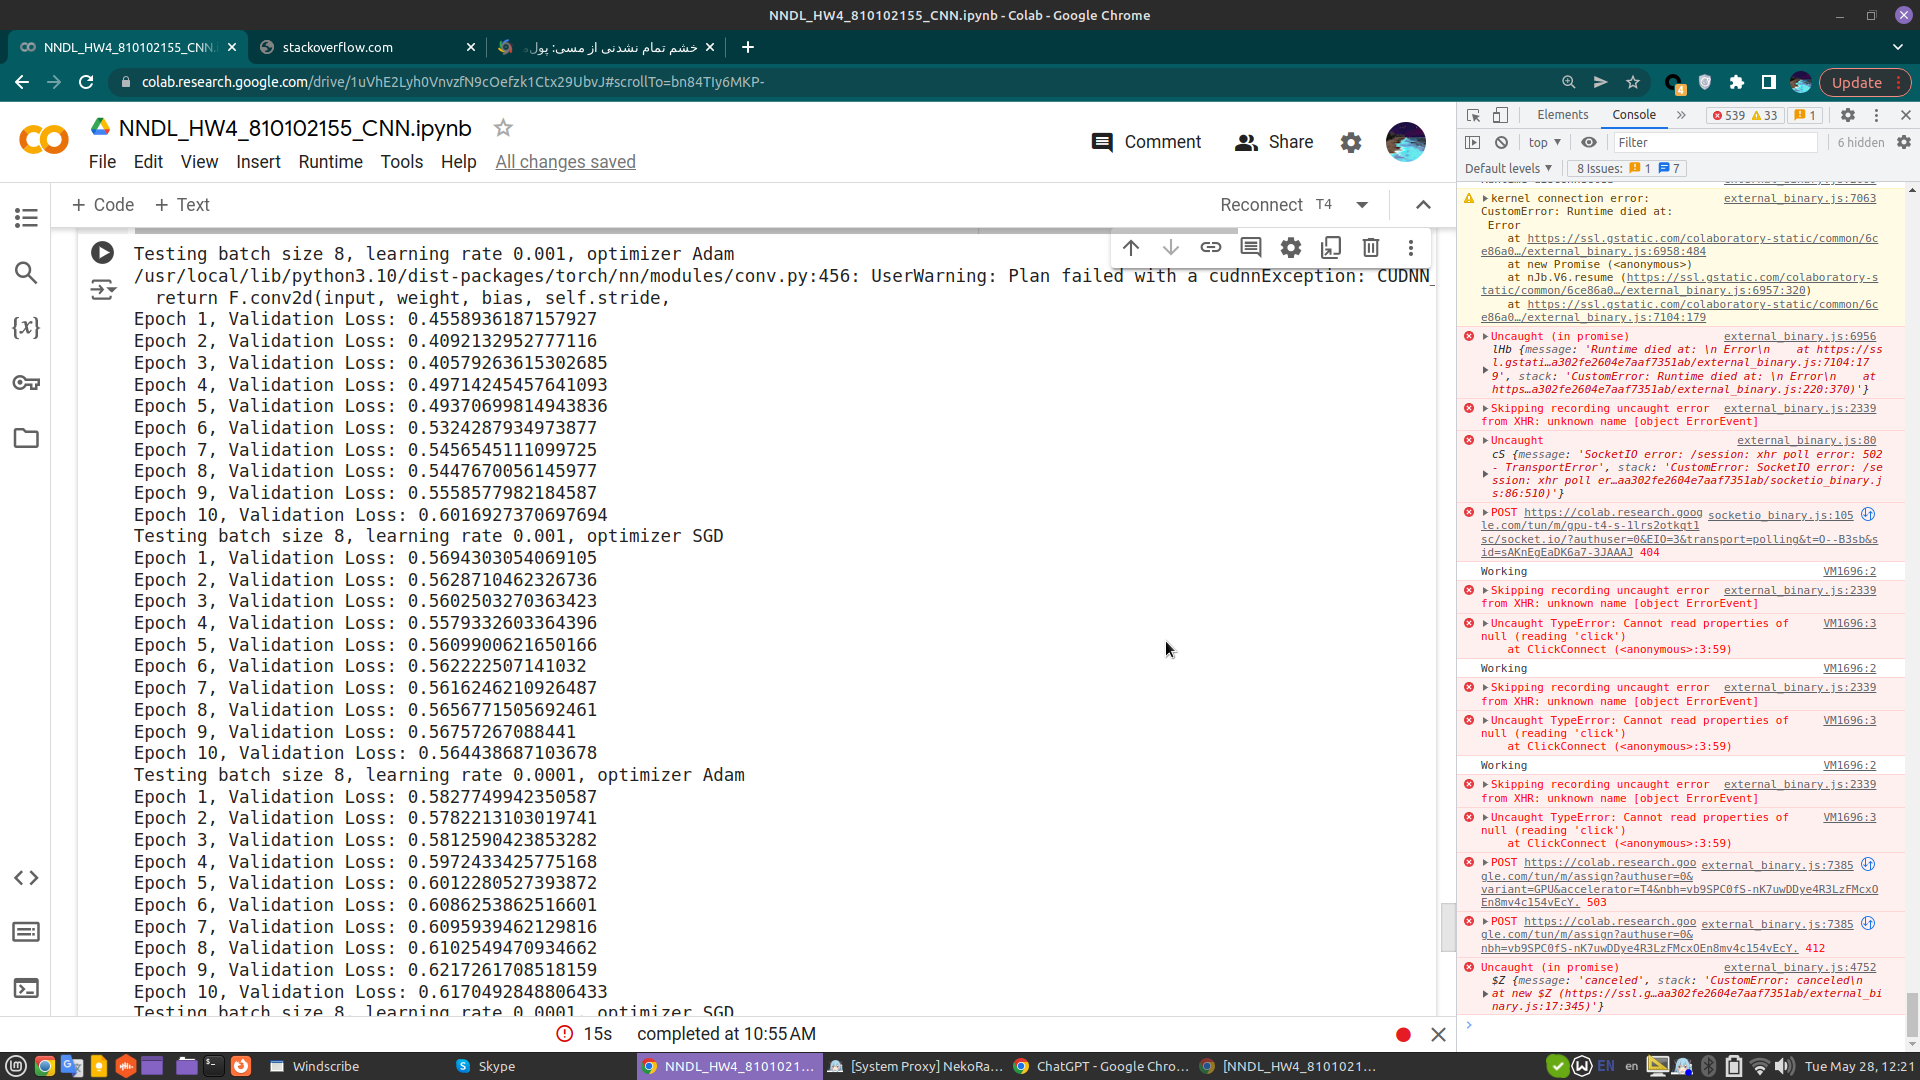 NNDL_HW4_810102155_CNN.ipynb - Colab - Google Chrome
NNDL_HW4_810102155_CNN.
stackoverflow.com
خشم تمام نشدنی از مسی: پول
colab.research.google.com/drive/1uVhE2Lyh0VnvzfN9cOefzk1Ctx29UbvJ#scrollTo=bn84TIy6MKP-
4
Update
NNDL_HW4_810102155_CNN.ipynb
File Edit View Insert Runtime Tools Help All changes saved
Comment
Share
+ Code + Text
Reconnect T4
Testing batch size 8, learning rate 0.001, optimizer Adam
/usr/local/lib/python3.10/dist-packages/torch/nn/modules/conv.py:456: UserWarning: Plan failed with a cudnnException: CUDNN_
return F.conv2d(input, weight, bias, self.stride,
Epoch 1, Validation Loss: 0.4558936187157927
Epoch 2, Validation Loss: 0.4092132952777116
Epoch 3, Validation Loss: 0.40579263615302685
Epoch 4, Validation Loss: 0.49714245457641093
Epoch 5, Validation Loss: 0.49370699814943836
Epoch 6, Validation Loss: 0.5324287934973877
Epoch 7, Validation Loss: 0.5456545111099725
Epoch 8, Validation Loss: 0.54476700561459​77
Epoch 9, Validation Loss: 0.5558577982184587
Epoch 10, Validation Loss: 0.6016927370697694
Testing batch size 8, learning rate 0.001, optimizer SGD
Epoch 1, Validation Loss: 0.5694303054069105
Epoch 2, Validation Loss: 0.5628710462326736
Epoch 3, Validation Loss: 0.5602503270363423
Epoch 4, Validation Loss: 0.5579332603364396
Epoch 5, Validation Loss: 0.5609900621650166
Epoch 6, Validation Loss: 0.562222507141032
Epoch 7, Validation Loss: 0.5616246210926487
Epoch 8, Validation Loss: 0.5656771505692461
Epoch 9, Validation Loss: 0.56757267088441
Epoch 10, Validation Loss: 0.564438687103678
Testing batch size 8, learning rate 0.0001, optimizer Adam
Epoch 1, Validation Loss: 0.5827749942350587
Epoch 2, Validation Loss: 0.5782213103019741
Epoch 3, Validation Loss: 0.5812590423853282
Epoch 4, Validation Loss: 0.5972433425775168
Epoch 5, Validation Loss: 0.6012280527393872
Epoch 6, Validation Loss: 0.6086253862516601
Epoch 7, Validation Loss: 0.6095939462129816
Epoch 8, Validation Loss: 0.6102549470934662
Epoch 9, Validation Loss: 0.6217261708518159
Epoch 10, Validation Loss: 0.6170492848806433
Testing batch size 8, learning rate 0.0001, optimizer SGD
15s completed at 10:55 AM
Elements Console 539 33 1
top Filter 6 hidden
Default levels 8 Issues: 1 7
kernel connection error: external_binary.js:7063
CustomError: Runtime died at:
Error
at https://ssl.gstatic.com/colaboratory-static/common/6c
e86a0…/external_binary.js:6958:484
at new Promise (<anonymous>)
at nJb.V6.resume (https://ssl.gstatic.com/colaboratory-s
tatic/common/6ce86a0…/external_binary.js:6957:320)
at https://ssl.gstatic.com/colaboratory-static/common/6c
e86a0…/external_binary.js:7104:179
Uncaught (in promise) external_binary.js:6956
lHb {message: 'Runtime died at: \n Error\n    at https://ss
l.gstati…a302fe2604e7aaf7351ab/external_binary.js:7104:17
9', stack: 'CustomError: Runtime died at: \n Error\n    at
https…a302fe2604e7aaf7351ab/external_binary.js:220:370)'}
Skipping recording uncaught error external_binary.js:2339
from XHR: unknown name [object ErrorEvent]
Uncaught external_binary.js:80
cS {message: 'SocketIO error: /session: xhr poll error: 502
- TransportError', stack: 'CustomError: SocketIO error: /se
ssion: xhr poll er…aa302fe2604e7aaf7351ab/socketio_binary.j
s:86:510)'}
POST https://colab.research.goog socketio_binary.js:105
le.com/tun/m/gpu-t4-s-1lrs2otkqt1
sc/socket.io/?authuser=0&EIO=3&transport=polling&t=O--B3sb&s
id=sAKnEgEaDK6a7-3JAAAJ 404
Working VM1696:2
Skipping recording uncaught error external_binary.js:2339
from XHR: unknown name [object ErrorEvent]
Uncaught TypeError: Cannot read properties of VM1696:3
null (reading 'click')
at ClickConnect (<anonymous>:3:59)
Working VM1696:2
Skipping recording uncaught error external_binary.js:2339
from XHR: unknown name [object ErrorEvent]
Uncaught TypeError: Cannot read properties of VM1696:3
null (reading 'click')
at ClickConnect (<anonymous>:3:59)
Working VM1696:2
Skipping recording uncaught error external_binary.js:2339
from XHR: unknown name [object ErrorEvent]
Uncaught TypeError: Cannot read properties of VM1696:3
null (reading 'click')
at ClickConnect (<anonymous>:3:59)
POST https://colab.research.goo external_binary.js:7385
gle.com/tun/m/assign?authuser=0&
variant=GPU&accelerator=T4&nbh=vb9SPC0fS-nK7uwDDye4R3LzFMcxO
En8mv4c154vEcY. 503
POST https://colab.research.goo external_binary.js:7385
gle.com/tun/m/assign?authuser=0&
nbh=vb9SPC0fS-nK7uwDDye4R3LzFMcxOEn8mv4c154vEcY. 412
Uncaught (in promise) external_binary.js:4752
$Z {message: 'canceled', stack: 'CustomError: canceled\n
at new $Z (https://ssl.g…aa302fe2604e7aaf7351ab/external_bi
nary.js:17:345)'}
Windscribe
Skype
NNDL_HW4_8101021…
[System Proxy] NekoRa…
ChatGPT - Google Chro…
[NNDL_HW4_8101021…
EN en
Tue May 28, 12:21